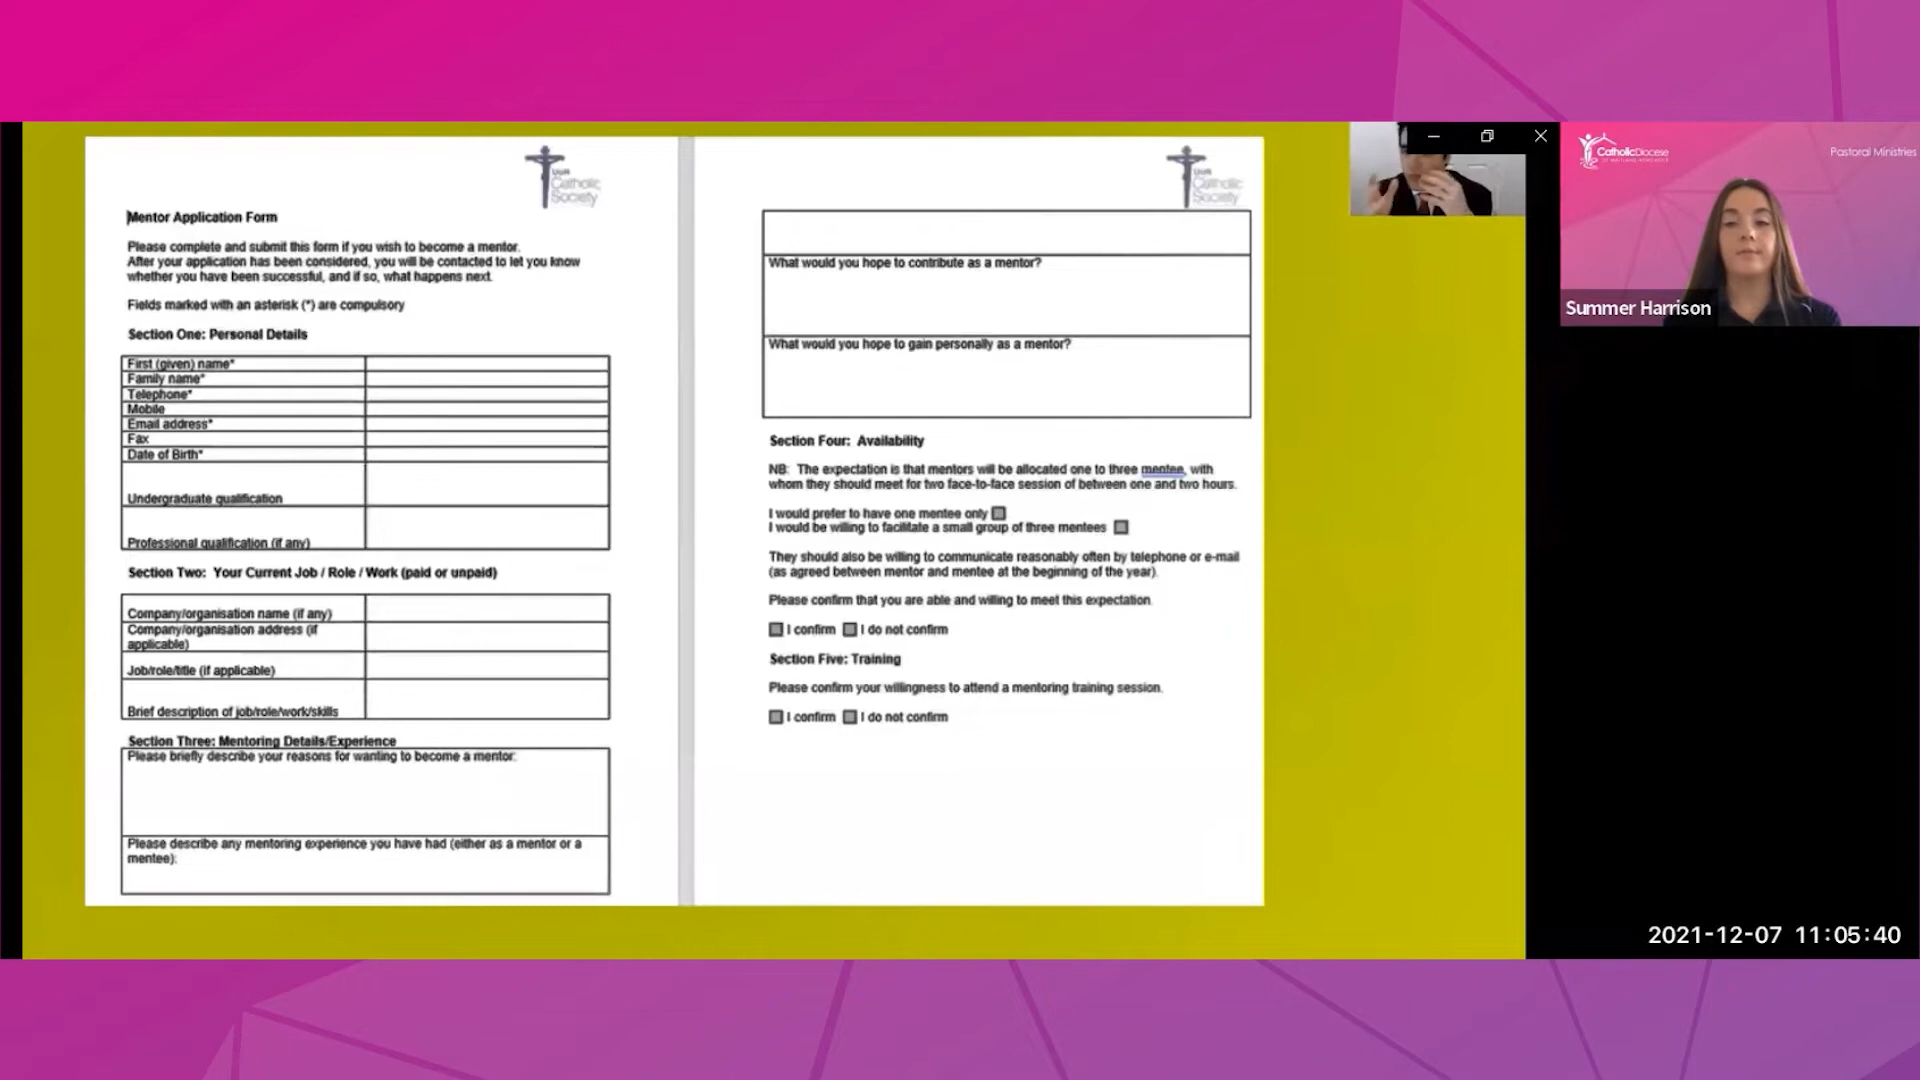 UoN
Catholic
Society
Mentor Application Form
Please complete and submit this form if you wish to become a mentor.
After your application has been considered, you will be contacted to let you know
whether you have been successful, and if so, what happens next.
Fields marked with an asterisk (*) are compulsory
Section One: Personal Details
First (given) name*
Family name*
Telephone*
Mobile
Email address*
Fax
Date of Birth*
Undergraduate qualification
Professional qualification (if any)
Section Two:  Your Current Job / Role / Work (paid or unpaid)
Company/organisation name (if any)
Company/organisation address (if
applicable)
Job/role/title (if applicable)
Brief description of job/role/work/skills
Section Three: Mentoring Details/Experience
Please briefly describe your reasons for wanting to become a mentor:
Please describe any mentoring experience you have had (either as a mentor or a
mentee):
UoN
Catholic
Society
What would you hope to contribute as a mentor?
What would you hope to gain personally as a mentor?
Section Four:  Availability
NB:  The expectation is that mentors will be allocated one to three mentee, with
whom they should meet for two face-to-face session of between one and two hours.
I would prefer to have one mentee only
I would be willing to facilitate a small group of three mentees
They should also be willing to communicate reasonably often by telephone or e-mail
(as agreed between mentor and mentee at the beginning of the year).
Please confirm that you are able and willing to meet this expectation.
I confirm I do not confirm
Section Five: Training
Please confirm your willingness to attend a mentoring training session.
I confirm I do not confirm
CatholicDiocese
OF MAITLAND-NEWCASTLE
Pastoral Ministries
Summer Harrison
2021-12-07 11:05:40